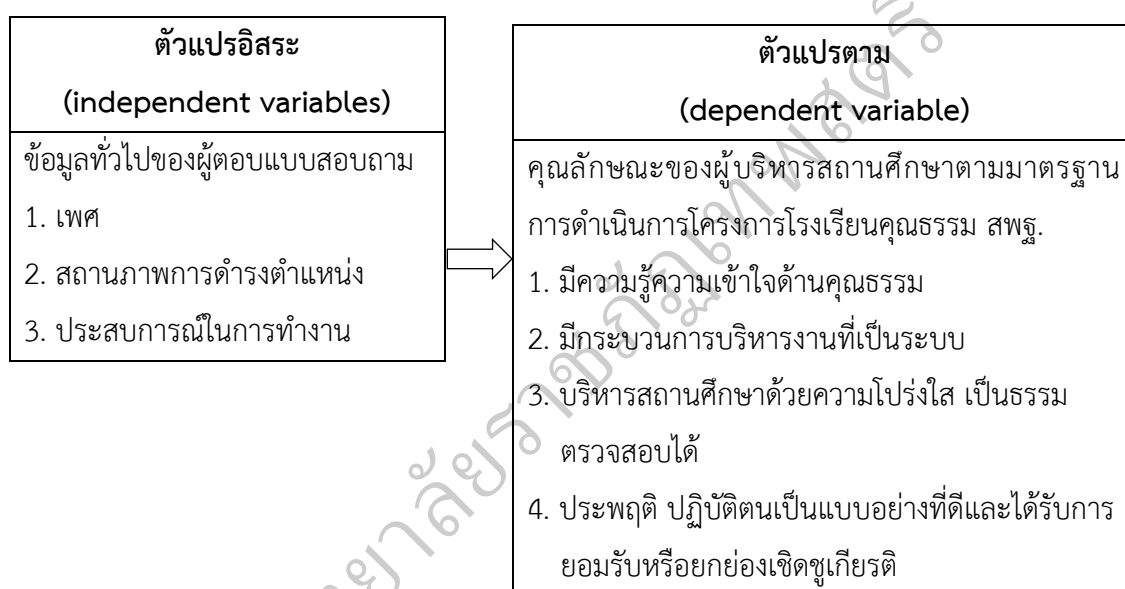 ตัวแปรอิสระ
(independent variables)
ข้อมูลทั่วไปของผู้ตอบแบบสอบถาม
1. เพศ
2. สถานภาพการดำรงตำแหน่ง
3. ประสบการณ์ในการทำงาน
ตัวแปรตาม
(dependent variable)
คุณลักษณะของผู้บริหารสถานศึกษาตามมาตรฐาน
การดำเนินการโครงการโรงเรียนคุณธรรม สพฐ.
1. มีความรู้ความเข้าใจด้านคุณธรรม
2. มีกระบวนการบริหารงานที่เป็นระบบ
3. บริหารสถานศึกษาด้วยความโปร่งใส เป็นธรรม
ตรวจสอบได้
4. ประพฤติ ปฏิบัติตนเป็นแบบอย่างที่ดีและได้รับการ
ยอมรับหรือยกย่องเชิดชูเกียรติ
ยาลัยราชภัฏเทพสตรี